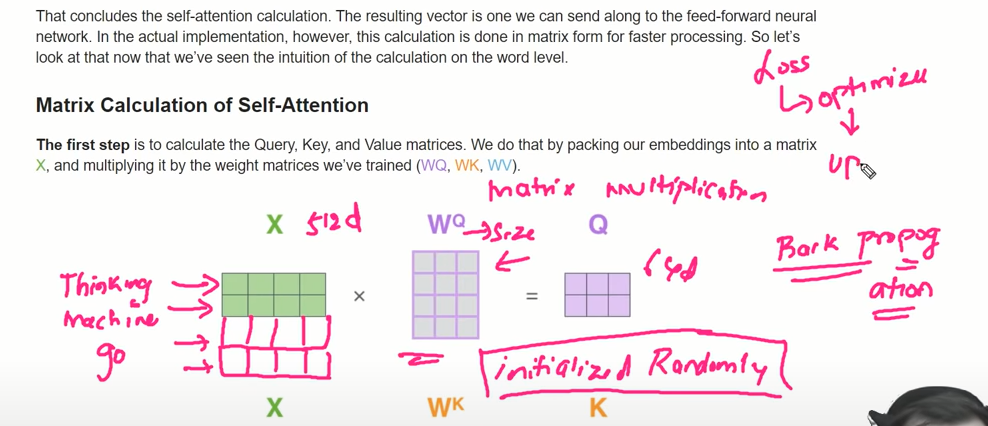 That concludes the self-attention calculation. The resulting vector is one we can send along to the feed-forward neural
network. In the actual implementation, however, this calculation is done in matrix form for faster processing. So let's
look at that now that we've seen the intuition of the calculation on the word level.
Loss
optimize
up
Matrix Calculation of Self-Attention
The first step is to calculate the Query, Key, and Value matrices. We do that by packing our embeddings into a matrix
X, and multiplying it by the weight matrices we've trained (WQ, WK, WV).
matrix multiplication
X 512d WQ Size Q
Back propog
ation
64d
Thinking
Machine
go
× =
initialized Randomly
X WK K